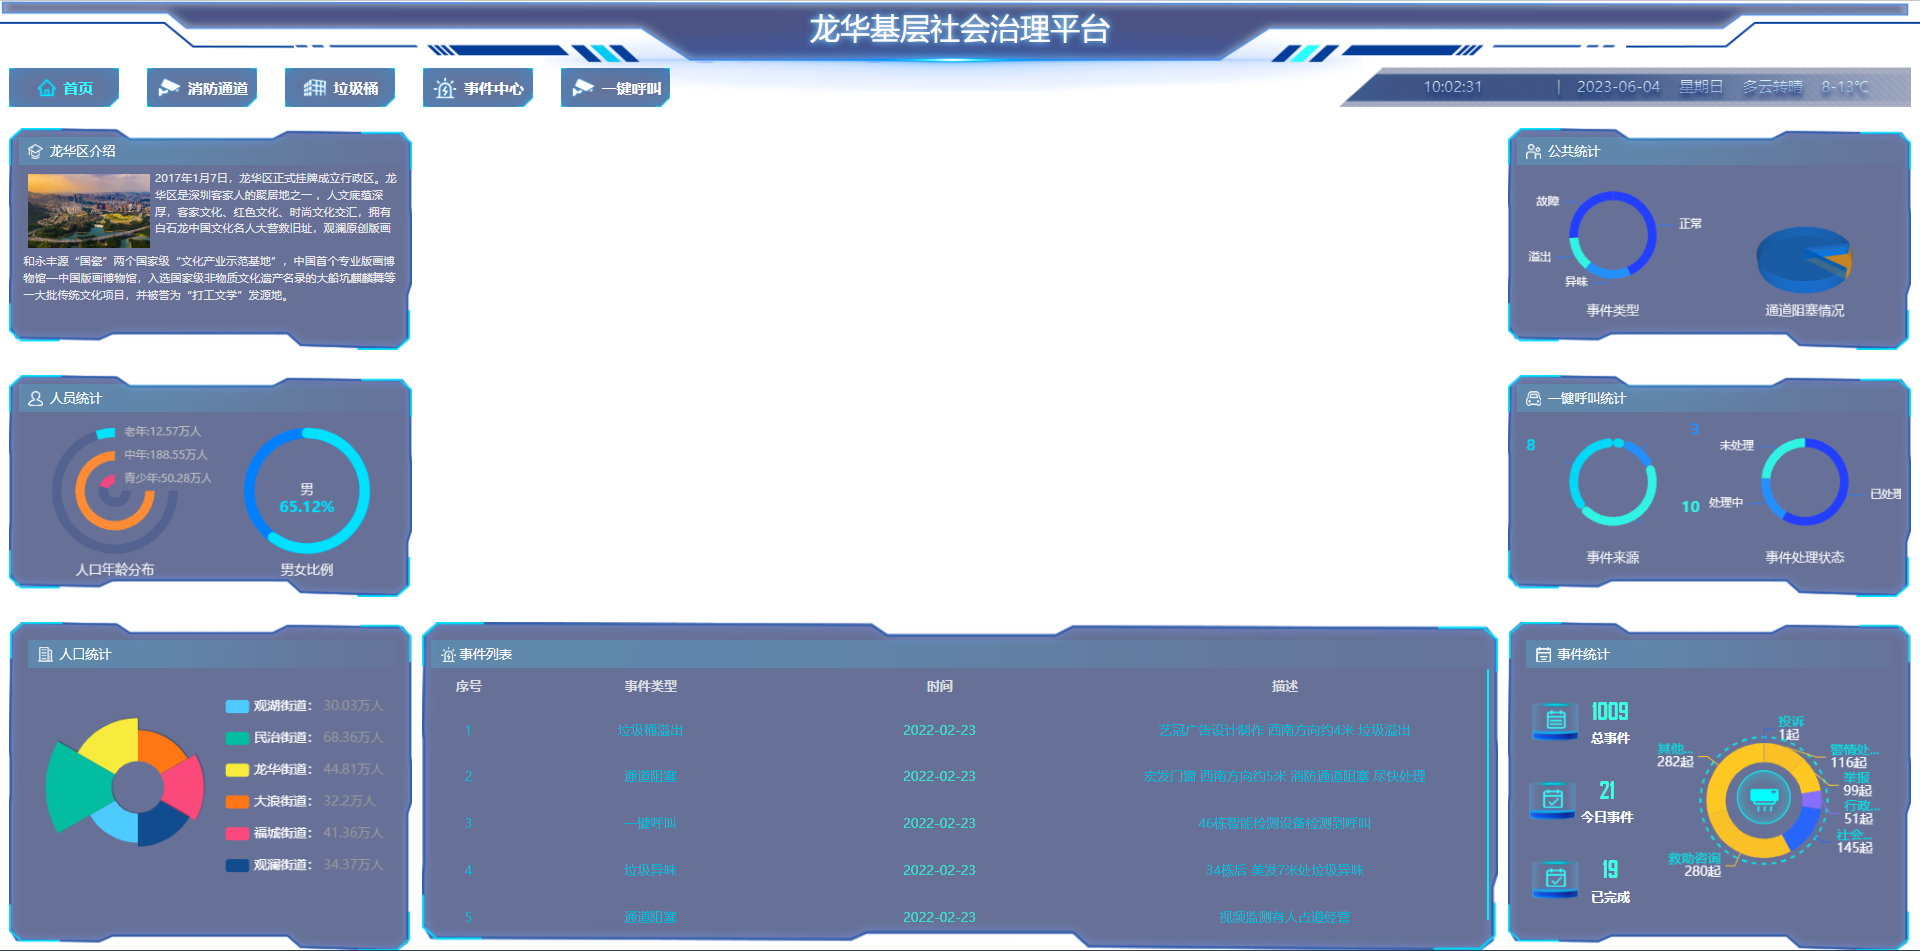 龙华基层社会治理平台
首页
消防通道
垃圾桶
事件中心
一键呼叫
10:02:31 | 2023-06-04 星期日 多云转晴 8-13℃
龙华区介绍
2017年1月7日，龙华区正式挂牌成立行政区。龙
华区是深圳客家人的聚居地之一 ，人文底蕴深
厚，客家文化、红色文化、时尚文化交汇，拥有
白石龙中国文化名人大营救旧址，观澜原创版画
和永丰源“国瓷”两个国家级“文化产业示范基地”，中国首个专业版画博
物馆—中国版画博物馆，入选国家级非物质文化遗产名录的大船坑麒麟舞等
一大批传统文化项目，并被誉为“打工文学”发源地。
人员统计
老年:12.57万人
中年:188.55万人
青少年:50.28万人
人口年龄分布
男
65.12%
男女比例
人口统计
观湖街道： 30.03万人
民治街道： 68.36万人
龙华街道： 44.81万人
大浪街道： 32.2万人
福城街道： 41.36万人
观澜街道： 34.37万人
事件列表
序号 事件类型 时间 描述
1 垃圾桶溢出 2022-02-23 艺冠广告设计制作 西南方向约4米 垃圾溢出
2 通道阻塞 2022-02-23 宏发门窗 西南方向约5米 消防通道阻塞 尽快处理
3 一键呼叫 2022-02-23 46栋智能检测设备检测到呼叫
4 垃圾异味 2022-02-23 34栋后 美发7米处垃圾异味
5 通道阻塞 2022-02-23 视频监测有人占道经营
公共统计
故障
正常
溢出
异味
事件类型
通道阻塞情况
一键呼叫统计
8
3
10
事件来源
未处理
处理中
已处理
事件处理状态
事件统计
1009
总事件
21
今日事件
19
已完成
投诉
1起
其他...
282起
警情处...
116起
举报
99起
行政...
51起
社会...
145起
救助咨询
280起